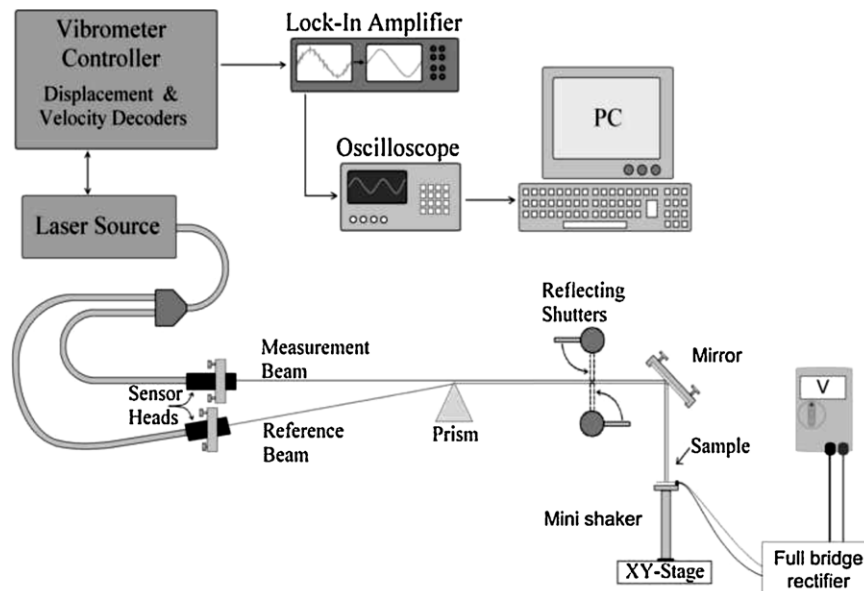 Vibrometer
Controller
Displacement &
Velocity Decoders
Lock-In Amplifier
Oscilloscope
PC
Laser Source
Reflecting
Shutters
Mirror
Measurement
Beam
Sensor
Heads
Reference
Beam
Prism
Sample
V
Mini shaker
XY-Stage
Full bridge
rectifier